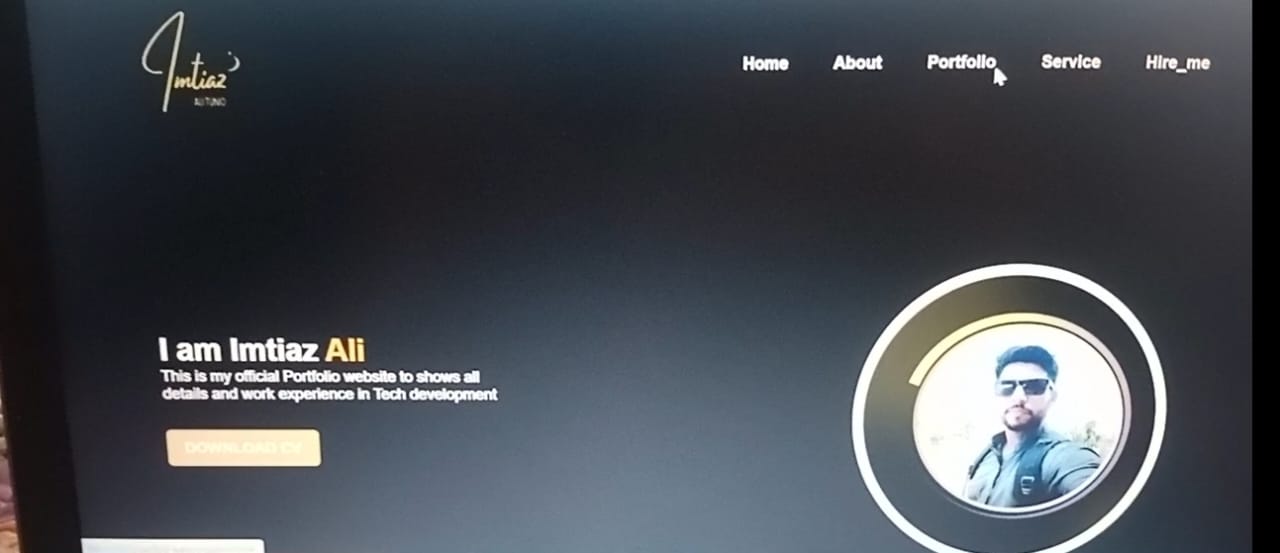 Imtiaz
ALI TUNIO
Home About Portfolio Service Hire_me
I am Imtiaz Ali
This is my official Portfolio website to shows all
details and work experience in Tech development
DOWNLOAD CV